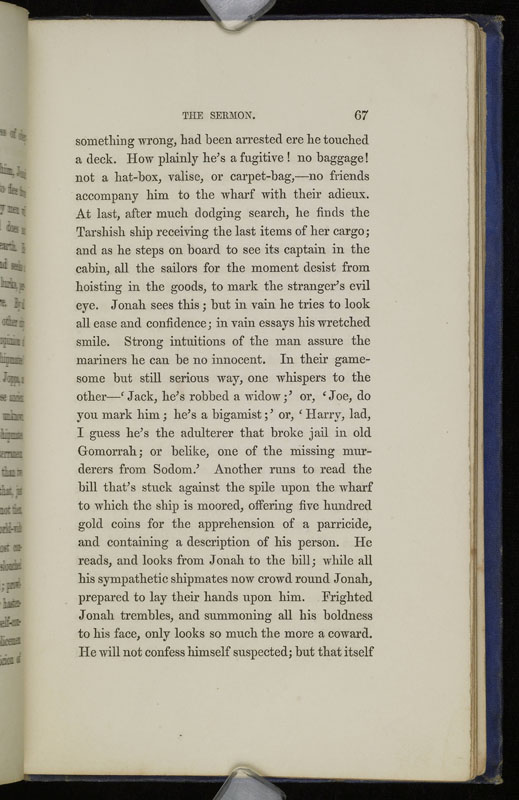 THE SERMON. 67
something wrong, had been arrested ere he touched
a deck. How plainly he's a fugitive! no baggage!
not a hat-box, valise, or carpet-bag,—no friends
accompany him to the wharf with their adieux.
At last, after much dodging search, he finds the
Tarshish ship receiving the last items of her cargo;
and as he steps on board to see its captain in the
cabin, all the sailors for the moment desist from
hoisting in the goods, to mark the stranger's evil
eye. Jonah sees this; but in vain he tries to look
all ease and confidence; in vain essays his wretched
smile. Strong intuitions of the man assure the
mariners he can be no innocent. In their game-
some but still serious way, one whispers to the
other—‘Jack, he's robbed a widow;’ or, ‘Joe, do
you mark him; he's a bigamist;’ or, ‘Harry, lad,
I guess he's the adulterer that broke jail in old
Gomorrah; or belike, one of the missing mur-
derers from Sodom.’ Another runs to read the
bill that's stuck against the spile upon the wharf
to which the ship is moored, offering five hundred
gold coins for the apprehension of a parricide,
and containing a description of his person. He
reads, and looks from Jonah to the bill; while all
his sympathetic shipmates now crowd round Jonah,
prepared to lay their hands upon him. Frighted
Jonah trembles, and summoning all his boldness
to his face, only looks so much the more a coward.
He will not confess himself suspected; but that itself